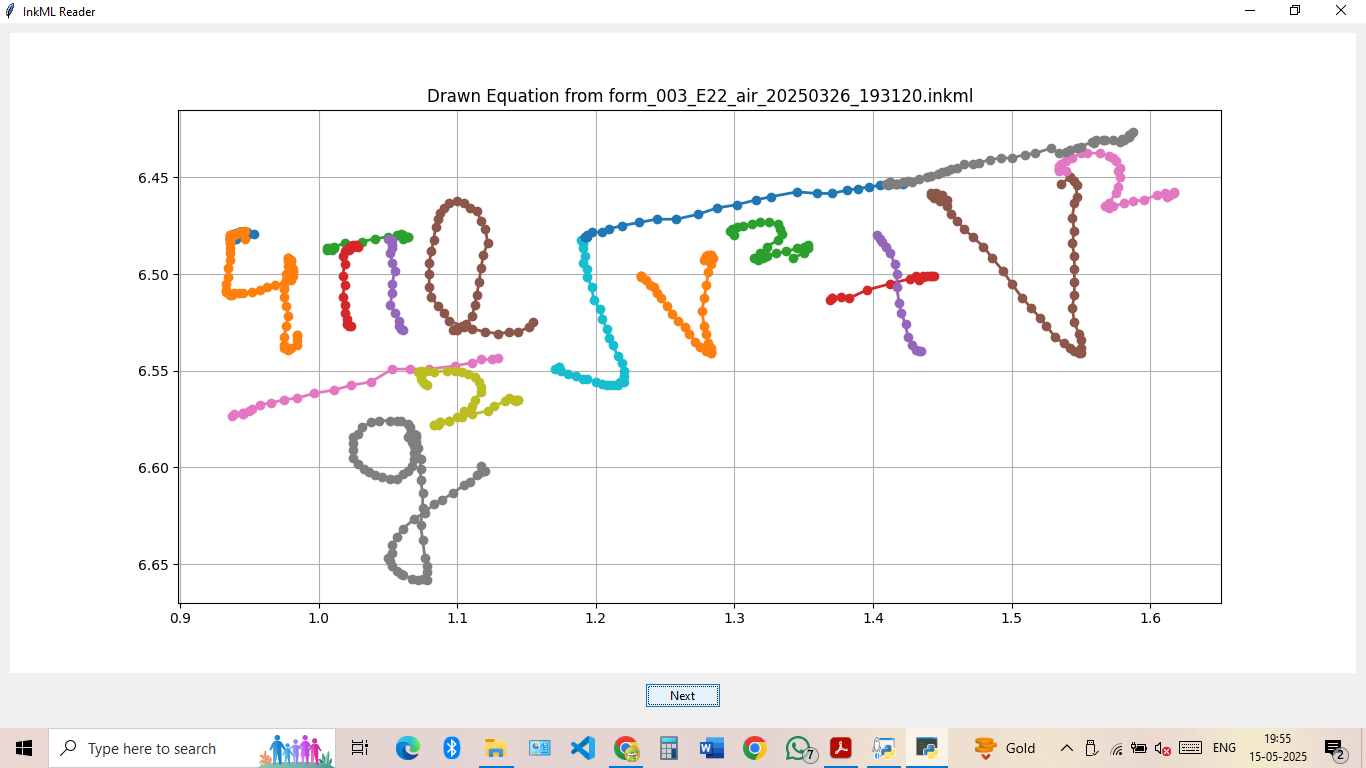 InkML Reader
Drawn Equation from form_003_E22_air_20250326_193120.inkml
6.45
6.50
6.55
6.60
6.65
0.9 1.0 1.1 1.2 1.3 1.4 1.5 1.6
Next
Type here to search
7
Gold
ENG
19:55
15-05-2025
2